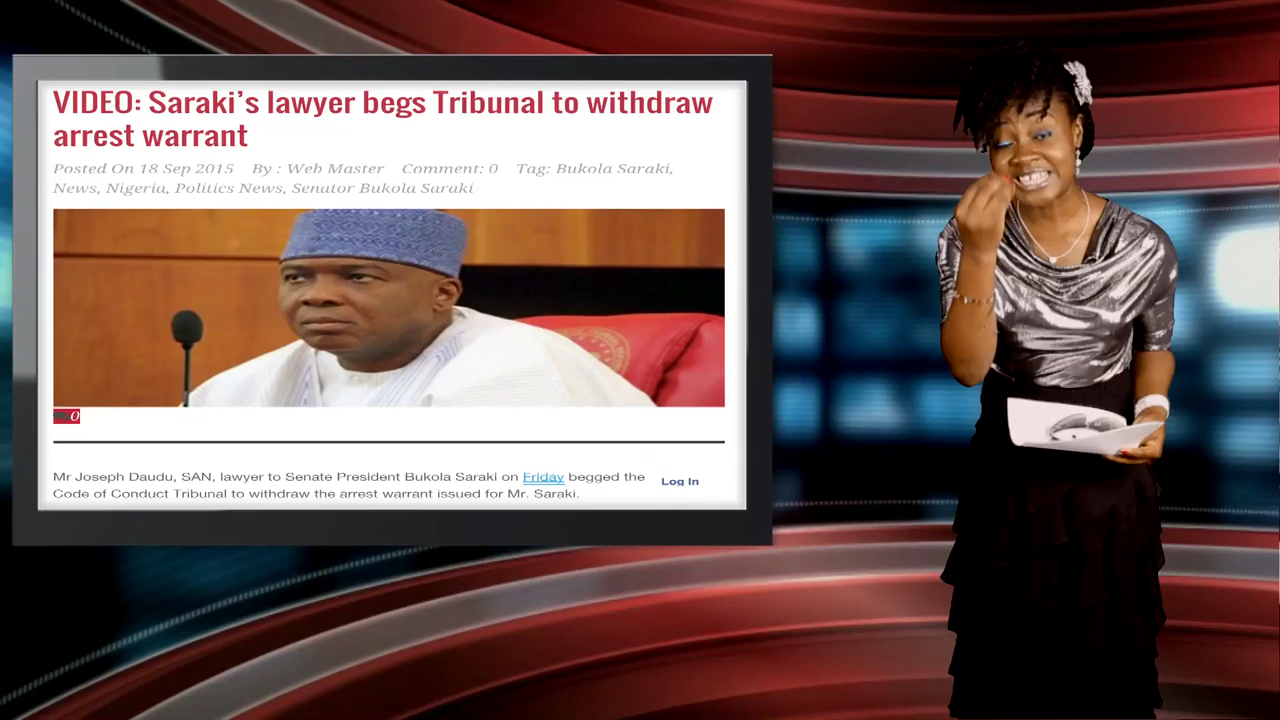 VIDEO: Saraki’s lawyer begs Tribunal to withdraw
arrest warrant
Posted On 18 Sep 2015 By : Web Master Comment: 0 Tag: Bukola Saraki,
News, Nigeria, Politics News, Senator Bukola Saraki
0
Mr Joseph Daudu, SAN, lawyer to Senate President Bukola Saraki on Friday begged the
Log In
Code of Conduct Tribunal to withdraw the arrest warrant issued for Mr. Saraki.